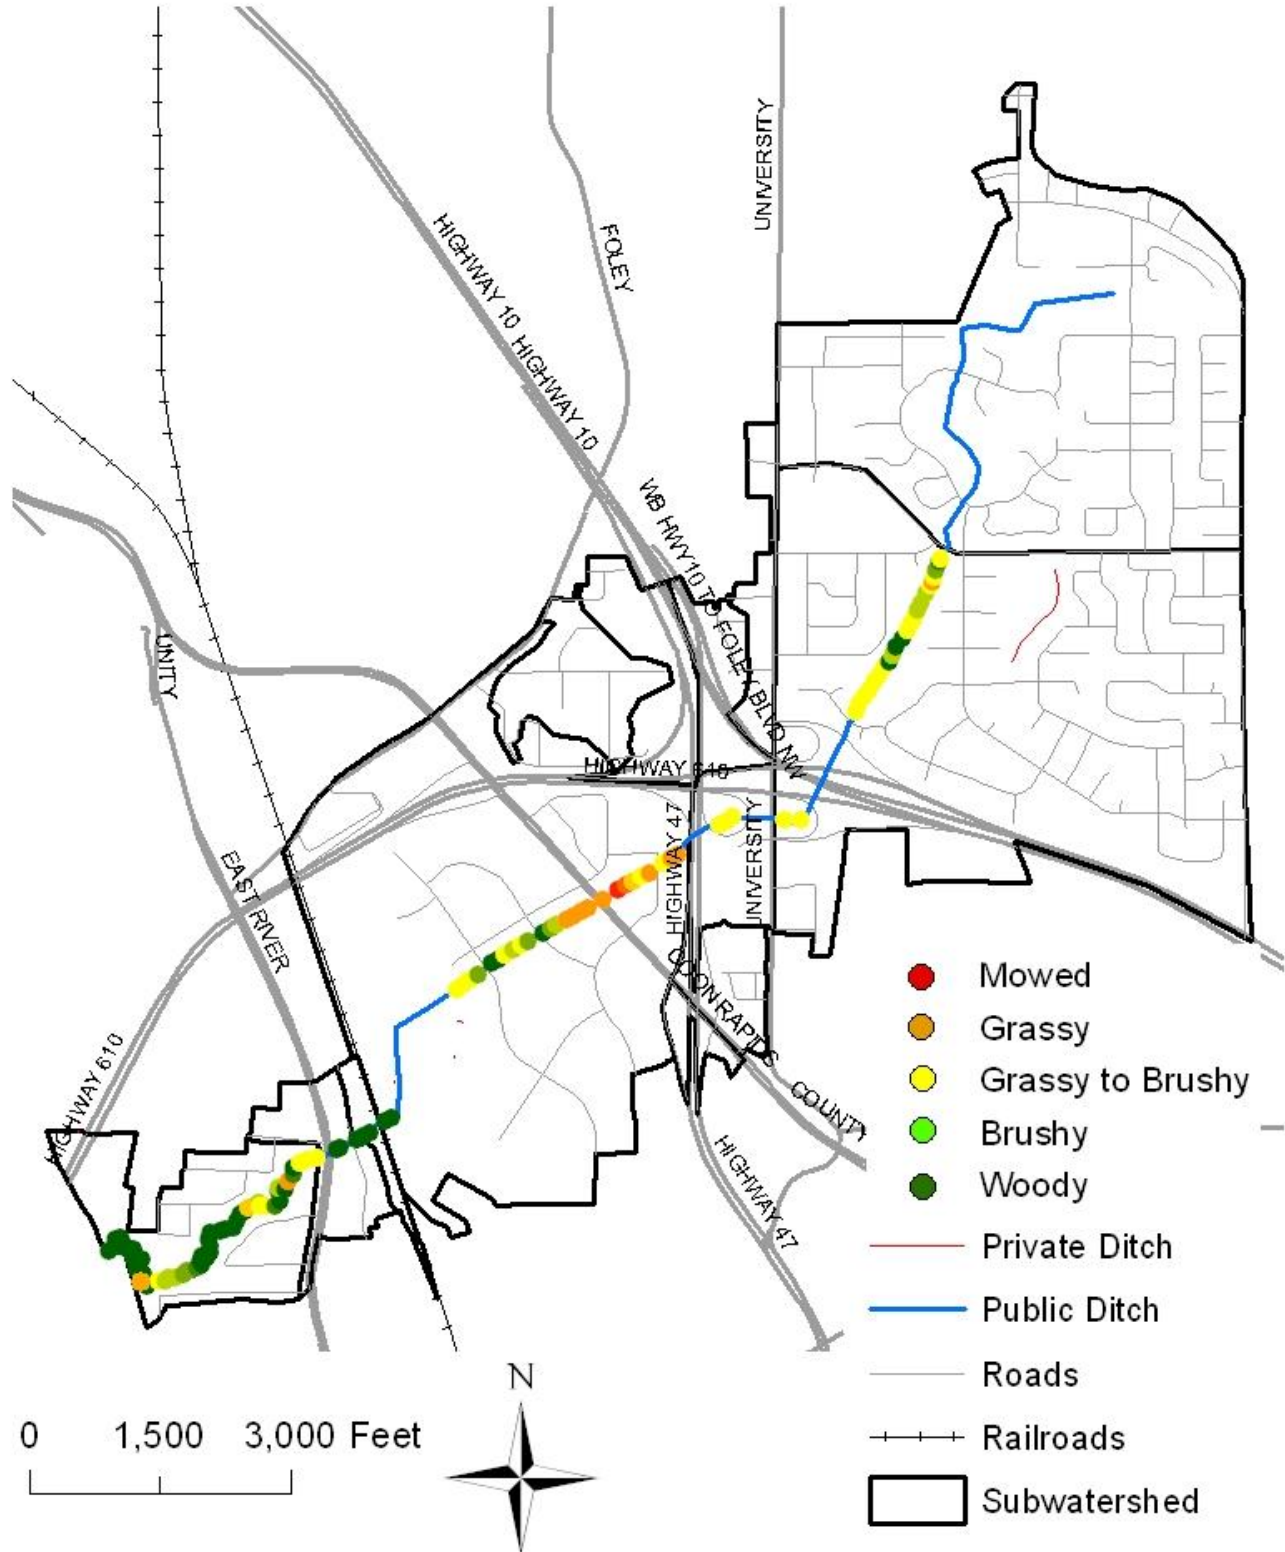 UNIVERSITY
HIGHWAY 10
FOLEY
HIGHWAY 10
WB HWY10 TO FOLEY BLVD NW
UNITY
HIGHWAY 610
HIGHWAY 47
UNIVERSITY
EAST RIVER
COON RAPIDS
COUNTY
HIGHWAY 610
HIGHWAY 47
Mowed
Grassy
Grassy to Brushy
Brushy
Woody
Private Ditch
Public Ditch
Roads
Railroads
Subwatershed
N
0 1,500 3,000 Feet